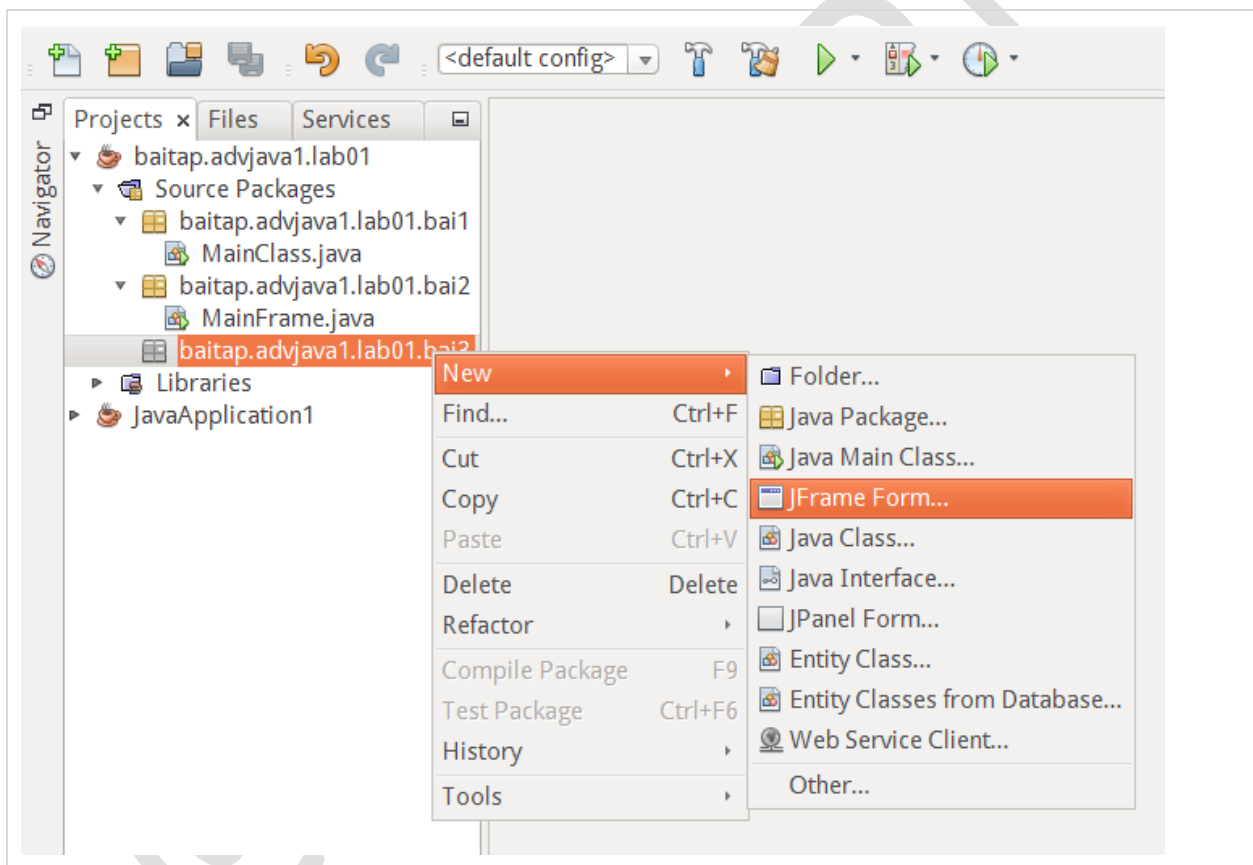 <default config>
Projects
Files
Services
Navigator
baitap.advjava1.lab01
Source Packages
baitap.advjava1.lab01.bai1
MainClass.java
baitap.advjava1.lab01.bai2
MainFrame.java
baitap.advjava1.lab01.bai3
Libraries
JavaApplication1
New
Find... Ctrl+F
Cut Ctrl+X
Copy Ctrl+C
Paste Ctrl+V
Delete Delete
Refactor
Compile Package F9
Test Package Ctrl+F6
History
Tools
Folder...
Java Package...
Java Main Class...
JFrame Form...
Java Class...
Java Interface...
JPanel Form...
Entity Class...
Entity Classes from Database...
Web Service Client...
Other...